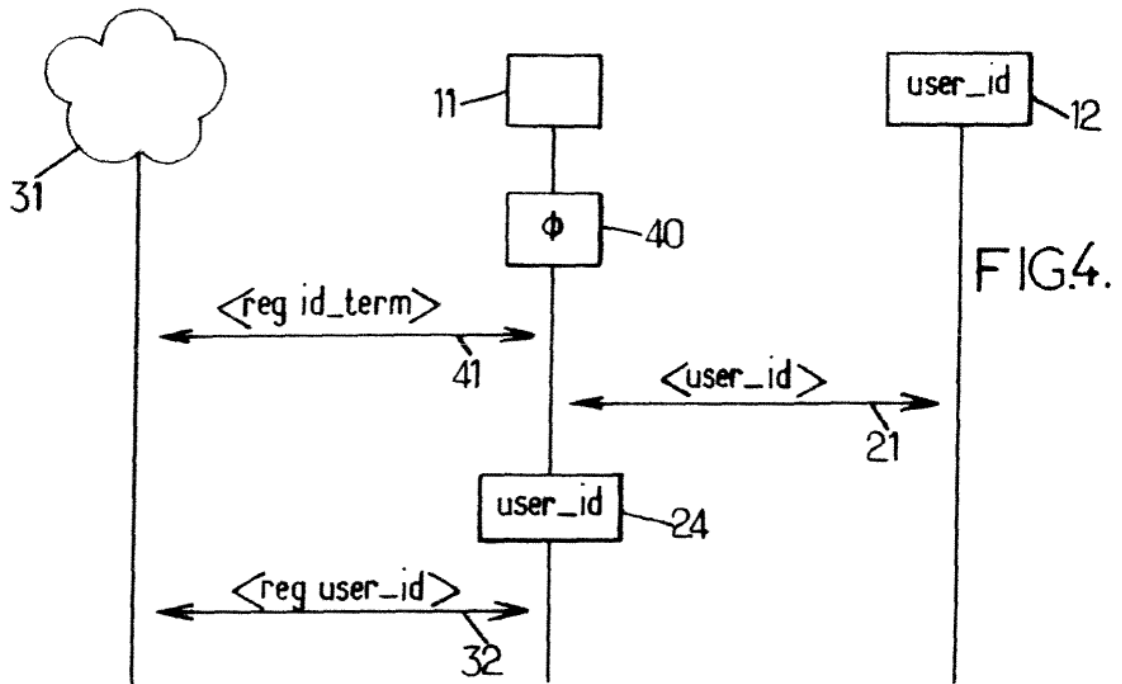 user_id
11
12
31
ϕ
40
FIG.4.
<reg id_term>
41
<user_id>
21
user_id
24
<reg user_id>
32